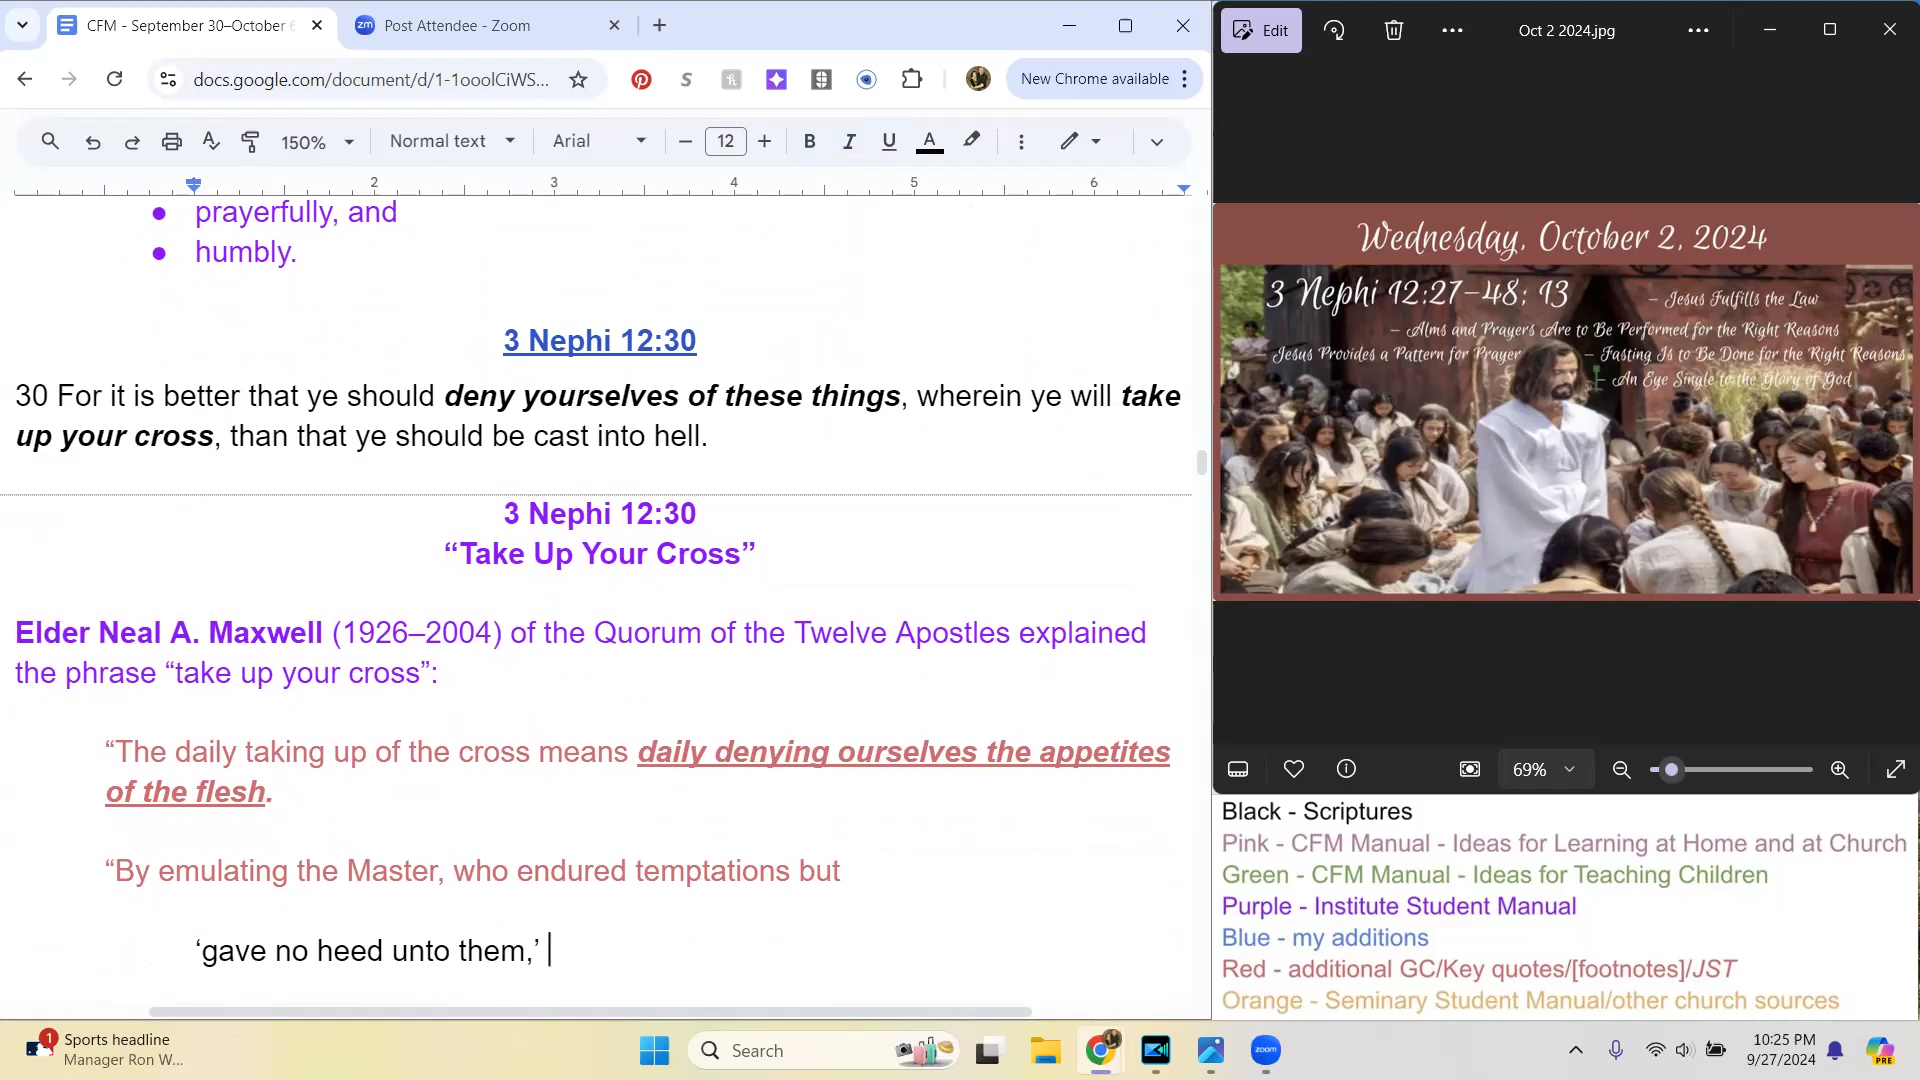 CFM - September 30–October 6
Post Attendee - Zoom
docs.google.com/document/d/1-1ooolCiWS...
New Chrome available
150%
Normal text
Arial
12
2
3
4
5
6
prayerfully, and
humbly.
3 Nephi 12:30
30 For it is better that ye should deny yourselves of these things, wherein ye will take
up your cross, than that ye should be cast into hell.
3 Nephi 12:30
“Take Up Your Cross”
Elder Neal A. Maxwell (1926–2004) of the Quorum of the Twelve Apostles explained
the phrase “take up your cross”:
“The daily taking up of the cross means daily denying ourselves the appetites
of the flesh.
“By emulating the Master, who endured temptations but
‘gave no heed unto them,’
Edit
Oct 2 2024.jpg
Wednesday, October 2, 2024
3 Nephi 12:27–48; 13
– Jesus Fulfills the Law
– Alms and Prayers Are to Be Performed for the Right Reasons
– Jesus Provides a Pattern for Prayer
– Fasting Is to Be Done for the Right Reasons
– An Eye Single to the Glory of God
69%
Black - Scriptures
Pink - CFM Manual - Ideas for Learning at Home and at Church
Green - CFM Manual - Ideas for Teaching Children
Purple - Institute Student Manual
Blue - my additions
Red - additional GC/Key quotes/[footnotes]/JST
Orange - Seminary Student Manual/other church sources
1
Sports headline
Manager Ron W...
Search
zoom
10:25 PM
9/27/2024
PRE